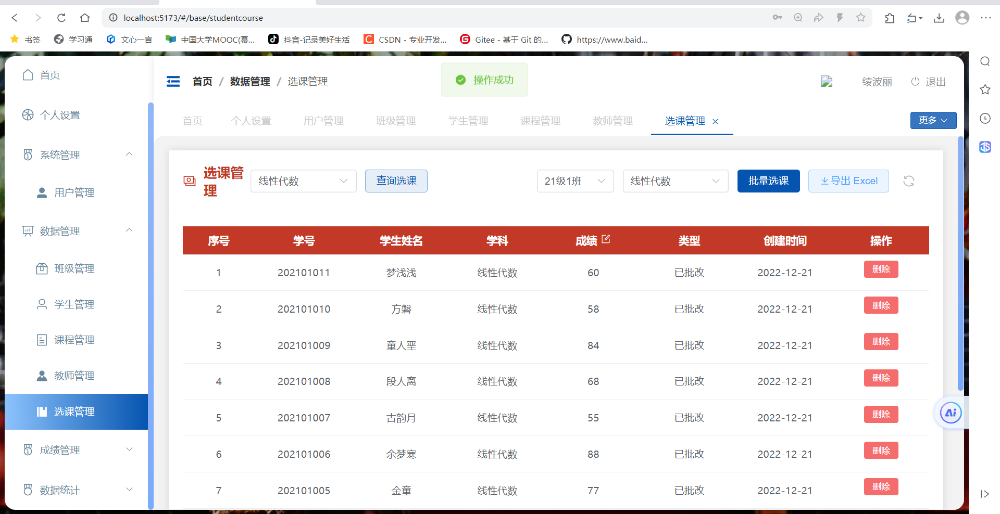 localhost:5173/#/base/studentcourse
书签 学习通 文心一言 中国大学MOOC(慕... 抖音-记录美好生活 CSDN - 专业开发... Gitee - 基于 Git 的... https://www.baid...
首页 / 数据管理 / 选课管理
操作成功
绫波丽 退出
首页
个人设置
系统管理
用户管理
数据管理
班级管理
学生管理
课程管理
教师管理
选课管理
成绩管理
数据统计
首页 个人设置 用户管理 班级管理 学生管理 课程管理 教师管理 选课管理 更多
选课管
理
线性代数 查询选课 21级1班 线性代数 批量选课 导出 Excel
序号 学号 学生姓名 学科 成绩 类型 创建时间 操作
1 202101011 梦浅浅 线性代数 60 已批改 2022-12-21 删除
2 202101010 方磐 线性代数 58 已批改 2022-12-21 删除
3 202101009 童人垩 线性代数 84 已批改 2022-12-21 删除
4 202101008 段人离 线性代数 68 已批改 2022-12-21 删除
5 202101007 古韵月 线性代数 55 已批改 2022-12-21 删除
6 202101006 余梦寒 线性代数 88 已批改 2022-12-21 删除
7 202101005 金童 线性代数 77 已批改 2022-12-21 删除
Ai